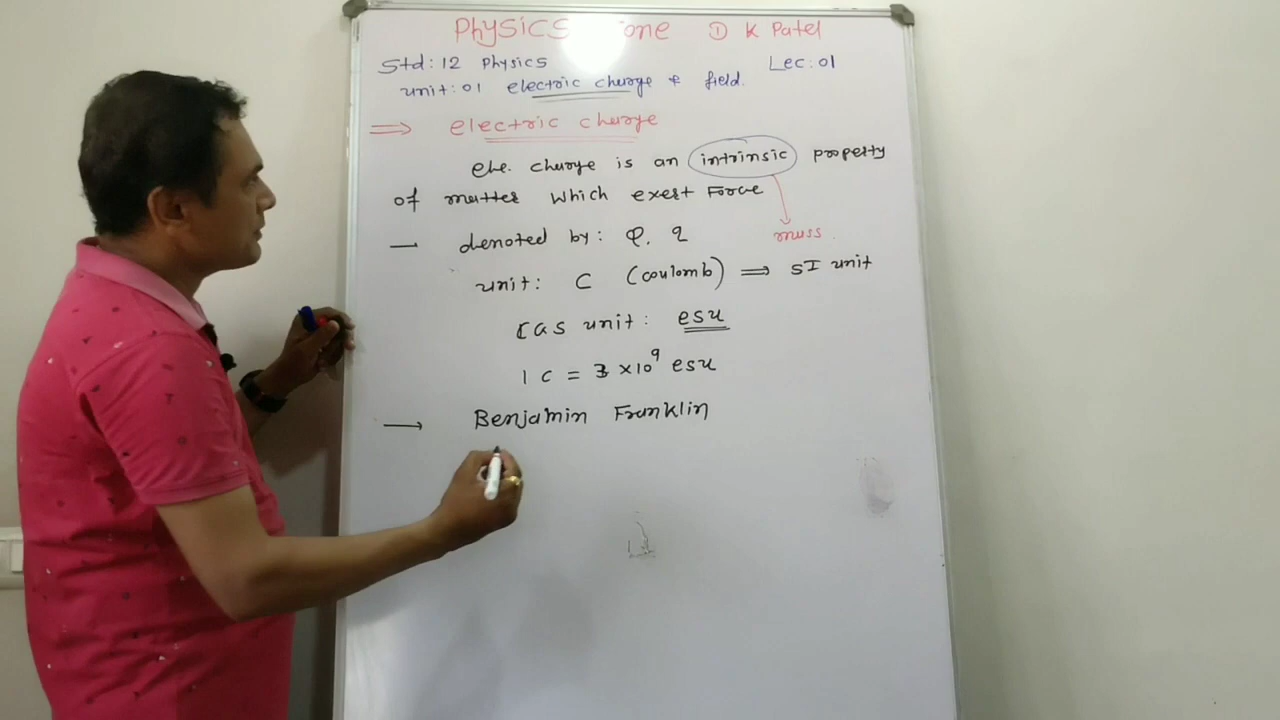 Physics one D K Patel
Std: 12 Physics Lec: 01
unit: 01 electric charge & field.
⇒ electric charge
ele. charge is an intrinsic property
of matter which exert Force
— denoted by: Q, q mass
unit: C (coulomb) ⇒ SI unit
CGS unit: esu
1 C = 3 ×10⁹ esu
→ Benjamin Franklin